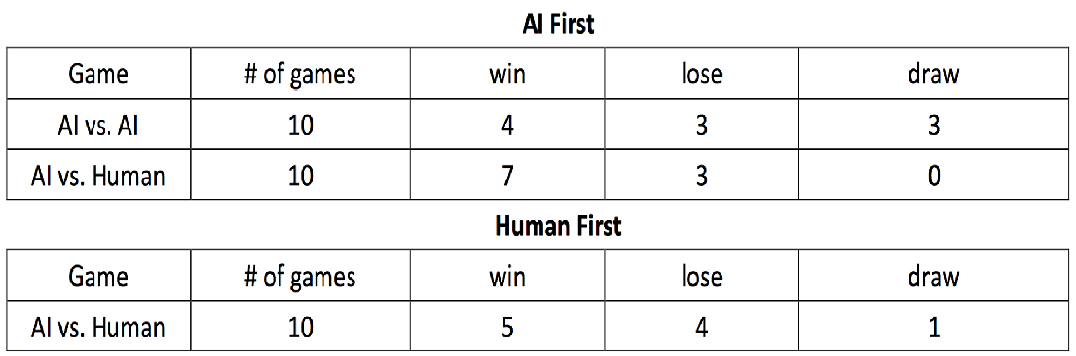 AI First
Game # of games win lose draw
AI vs. AI 10 4 3 3
AI vs. Human 10 7 3 0
Human First
Game # of games win lose draw
AI vs. Human 10 5 4 1